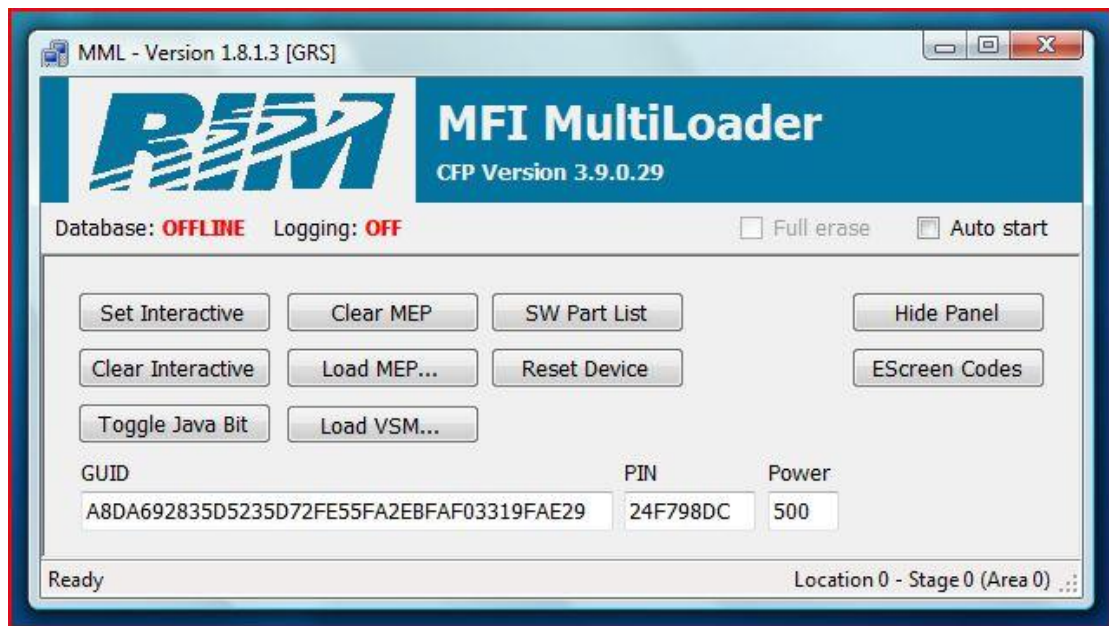 MML - Version 1.8.1.3 [GRS]
RIM
MFI MultiLoader
CFP Version 3.9.0.29
Database: OFFLINE Logging: OFF Full erase Auto start
Set Interactive Clear MEP SW Part List Hide Panel
Clear Interactive Load MEP... Reset Device EScreen Codes
Toggle Java Bit Load VSM...
GUID PIN Power
A8DA692835D5235D72FE55FA2EBFAF03319FAE29 24F798DC 500
Ready Location 0 - Stage 0 (Area 0)